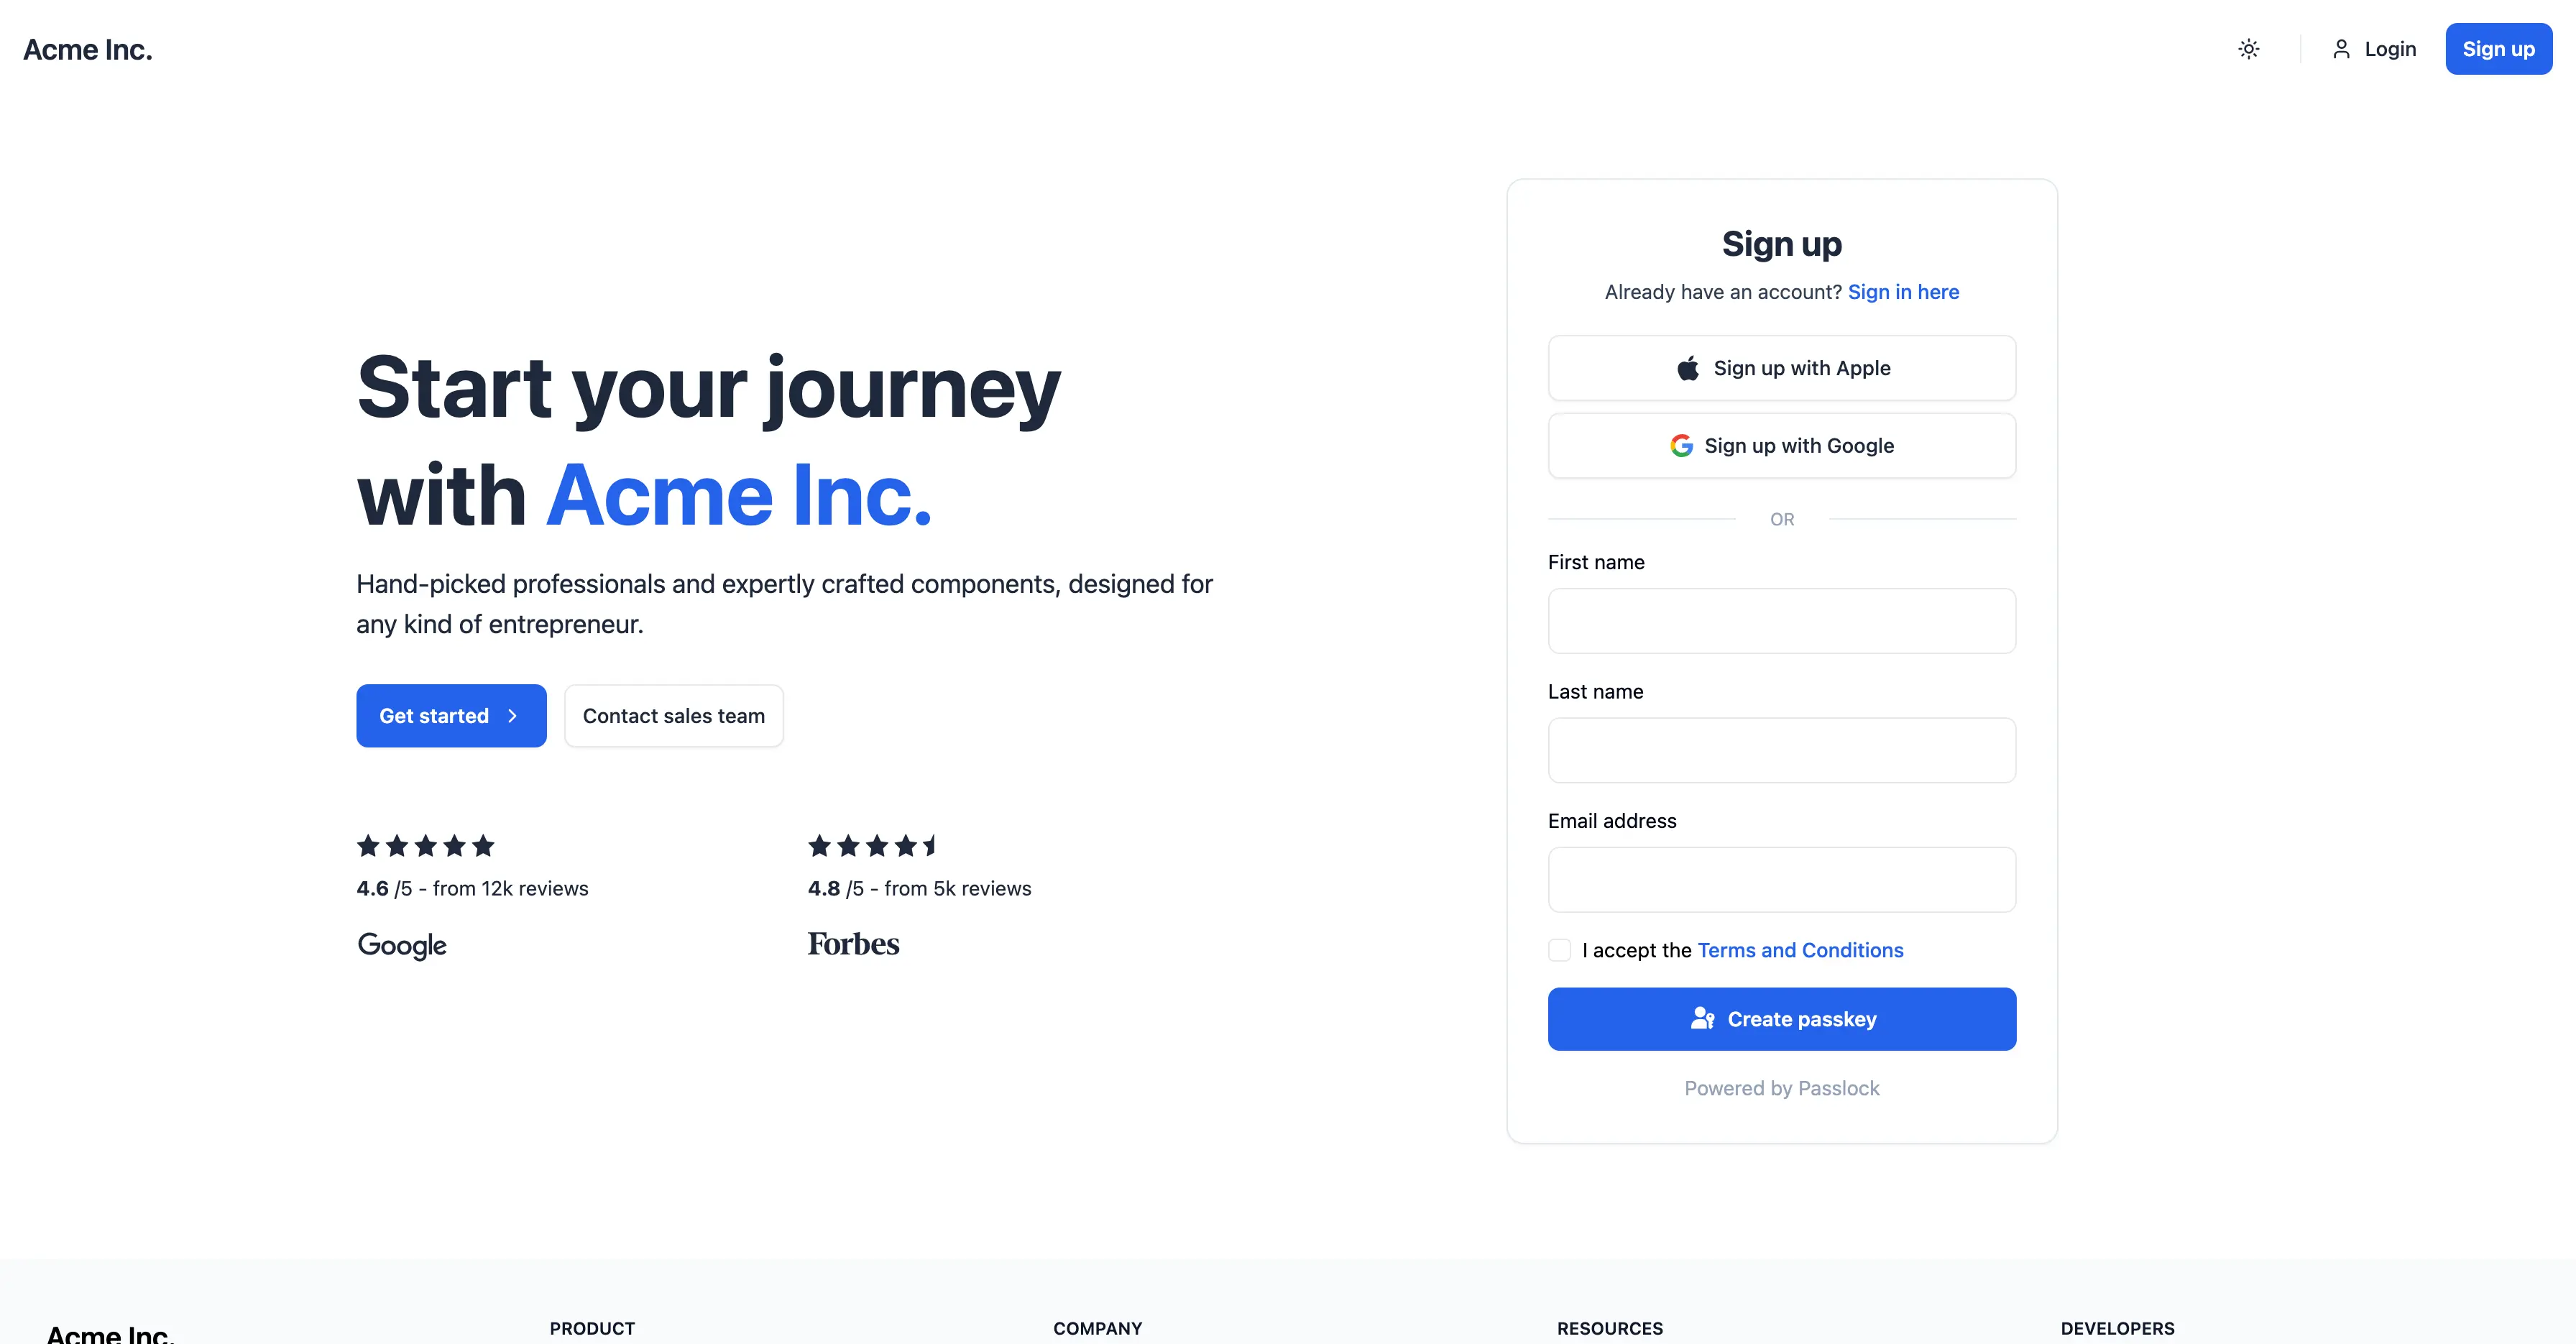 Acme Inc.
Login
Sign up
Start your journey
with Acme Inc.
Hand-picked professionals and expertly crafted components, designed for
any kind of entrepreneur.
Get started
Contact sales team
4.6 /5 - from 12k reviews
4.8 /5 - from 5k reviews
Google
Forbes
Sign up
Already have an account? Sign in here
Sign up with Apple
Sign up with Google
OR
First name
Last name
Email address
I accept the Terms and Conditions
Create passkey
Powered by Passlock
Acme Inc.
PRODUCT
COMPANY
RESOURCES
DEVELOPERS